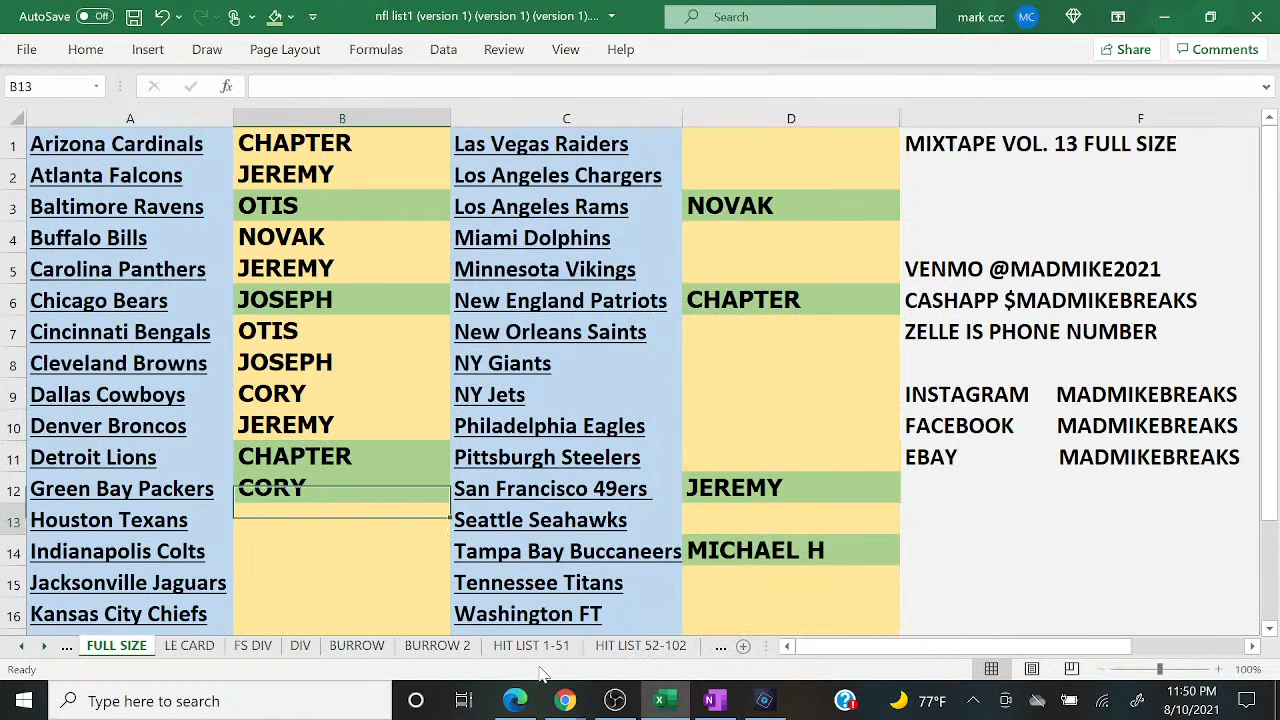 AutoSave Off nfl list1 (version 1) (version 1) (version 1)... Search mark ccc MC
File Home Insert Draw Page Layout Formulas Data Review View Help Share Comments
B13 fx
A B C D F
1 Arizona Cardinals CHAPTER Las Vegas Raiders MIXTAPE VOL. 13 FULL SIZE
2 Atlanta Falcons JEREMY Los Angeles Chargers
3 Baltimore Ravens OTIS Los Angeles Rams NOVAK
4 Buffalo Bills NOVAK Miami Dolphins
5 Carolina Panthers JEREMY Minnesota Vikings VENMO @MADMIKE2021
6 Chicago Bears JOSEPH New England Patriots CHAPTER CASHAPP $MADMIKEBREAKS
7 Cincinnati Bengals OTIS New Orleans Saints ZELLE IS PHONE NUMBER
8 Cleveland Browns JOSEPH NY Giants
9 Dallas Cowboys CORY NY Jets INSTAGRAM MADMIKEBREAKS
10 Denver Broncos JEREMY Philadelphia Eagles FACEBOOK MADMIKEBREAKS
11 Detroit Lions CHAPTER Pittsburgh Steelers EBAY MADMIKEBREAKS
12 Green Bay Packers CORY San Francisco 49ers JEREMY
13 Houston Texans Seattle Seahawks
14 Indianapolis Colts Tampa Bay Buccaneers MICHAEL H
15 Jacksonville Jaguars Tennessee Titans
16 Kansas City Chiefs Washington FT
... FULL SIZE LE CARD FS DIV DIV BURROW BURROW 2 HIT LIST 1-51 HIT LIST 52-102 ...
Ready 100%
Type here to search 77°F 11:50 PM
8/10/2021